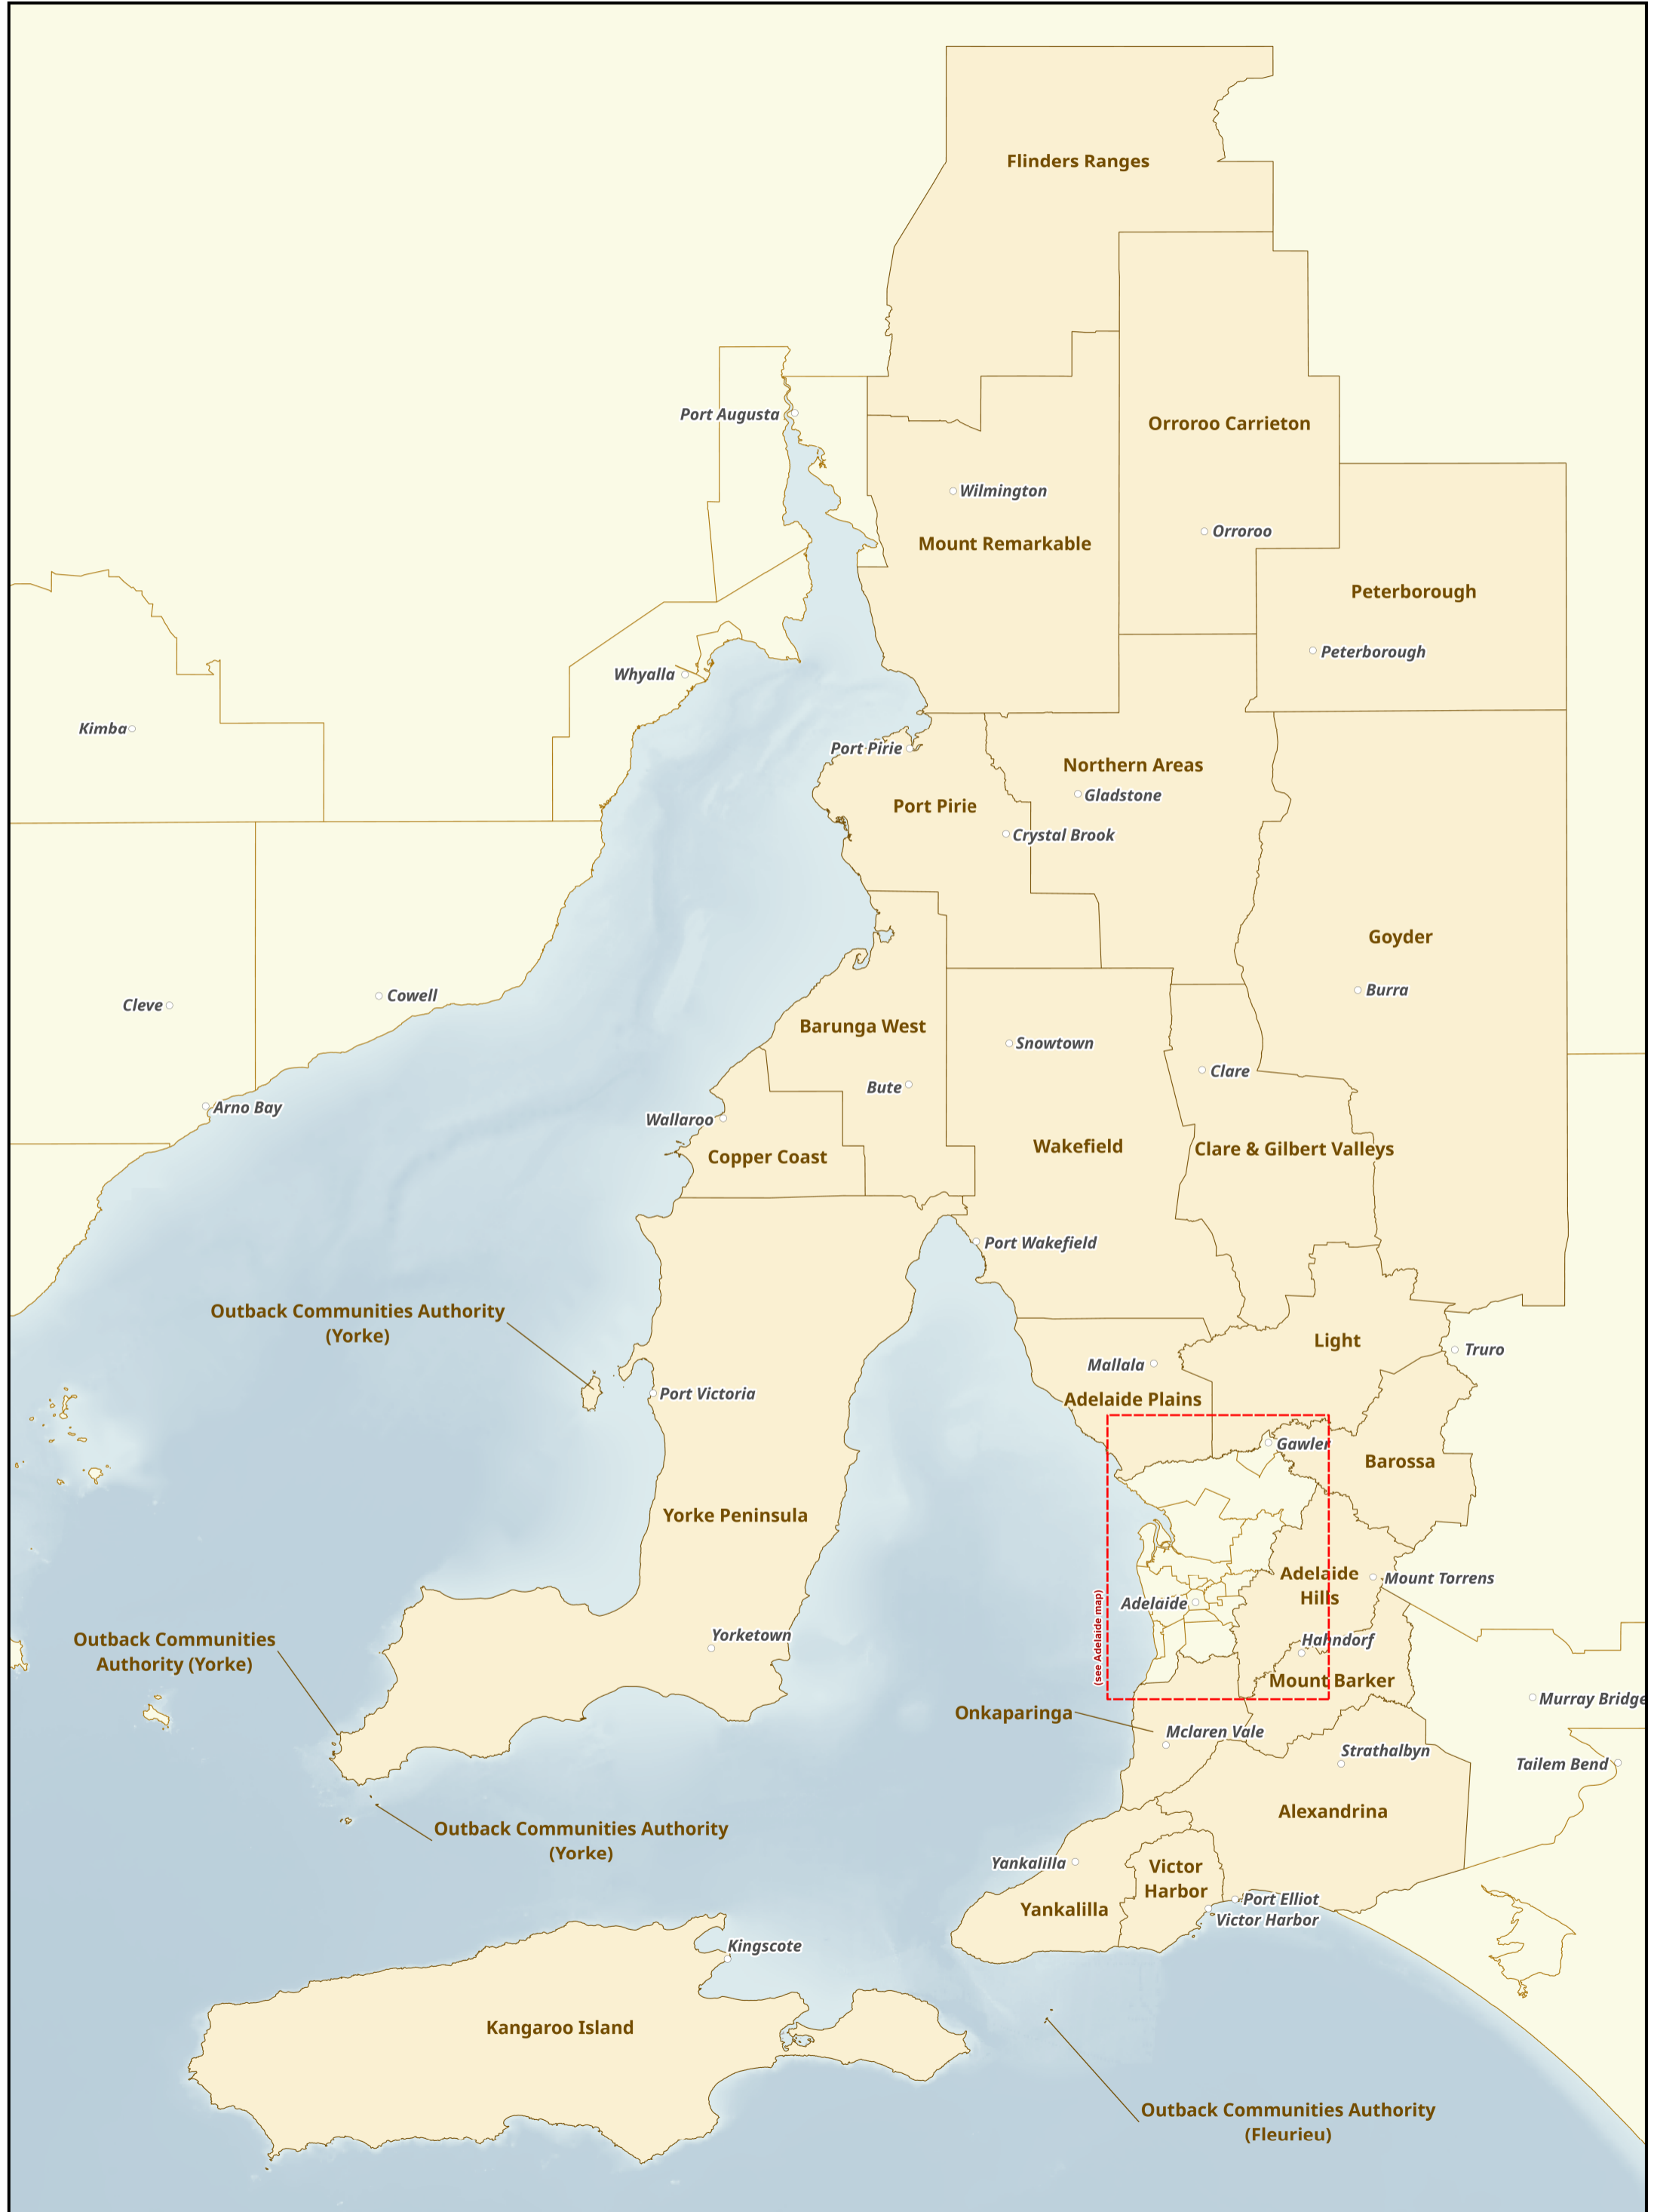 Flinders Ranges
Port Augusta
Orroroo Carrieton
Wilmington
Orroroo
Mount Remarkable
Peterborough
Peterborough
Whyalla
Kimba
Port Pirie
Northern Areas
Gladstone
Port Pirie
Crystal Brook
Goyder
Burra
Cleve
Cowell
Barunga West
Snowtown
Clare
Bute
Arno Bay
Wallaroo
Copper Coast
Wakefield
Clare & Gilbert Valleys
Port Wakefield
Outback Communities Authority
(Yorke)
Light
Truro
Mallala
Port Victoria
Adelaide Plains
Gawler
Barossa
Yorke Peninsula
Adelaide
Hills
Mount Torrens
Adelaide
(see Adelaide map)
Yorketown
Hahndorf
Outback Communities
Authority (Yorke)
Mount Barker
Murray Bridge
Onkaparinga
Mclaren Vale
Strathalbyn
Tailem Bend
Alexandrina
Outback Communities Authority
(Yorke)
Yankalilla
Victor
Harbor
Port Elliot
Yankalilla
Victor Harbor
Kingscote
Kangaroo Island
Outback Communities Authority
(Fleurieu)